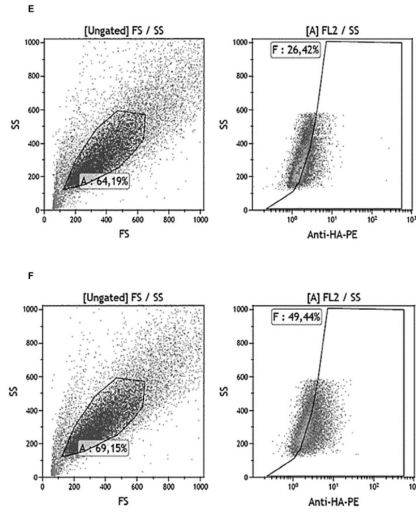 E
[Ungated] FS / SS
[A] FL2 / SS
1000
800
600
400
200
0
SS
A : 64,19%
0 200 400 600 800 1000
FS
1000
800
600
400
200
0
SS
F : 26,42%
10⁰ 10¹ 10² 10³
Anti-HA-PE
F
[Ungated] FS / SS
[A] FL2 / SS
1000
800
600
400
200
0
SS
A : 69,15%
0 200 400 600 800 1000
FS
1000
800
600
400
200
0
SS
F : 49,44%
10⁰ 10¹ 10² 10³
Anti-HA-PE